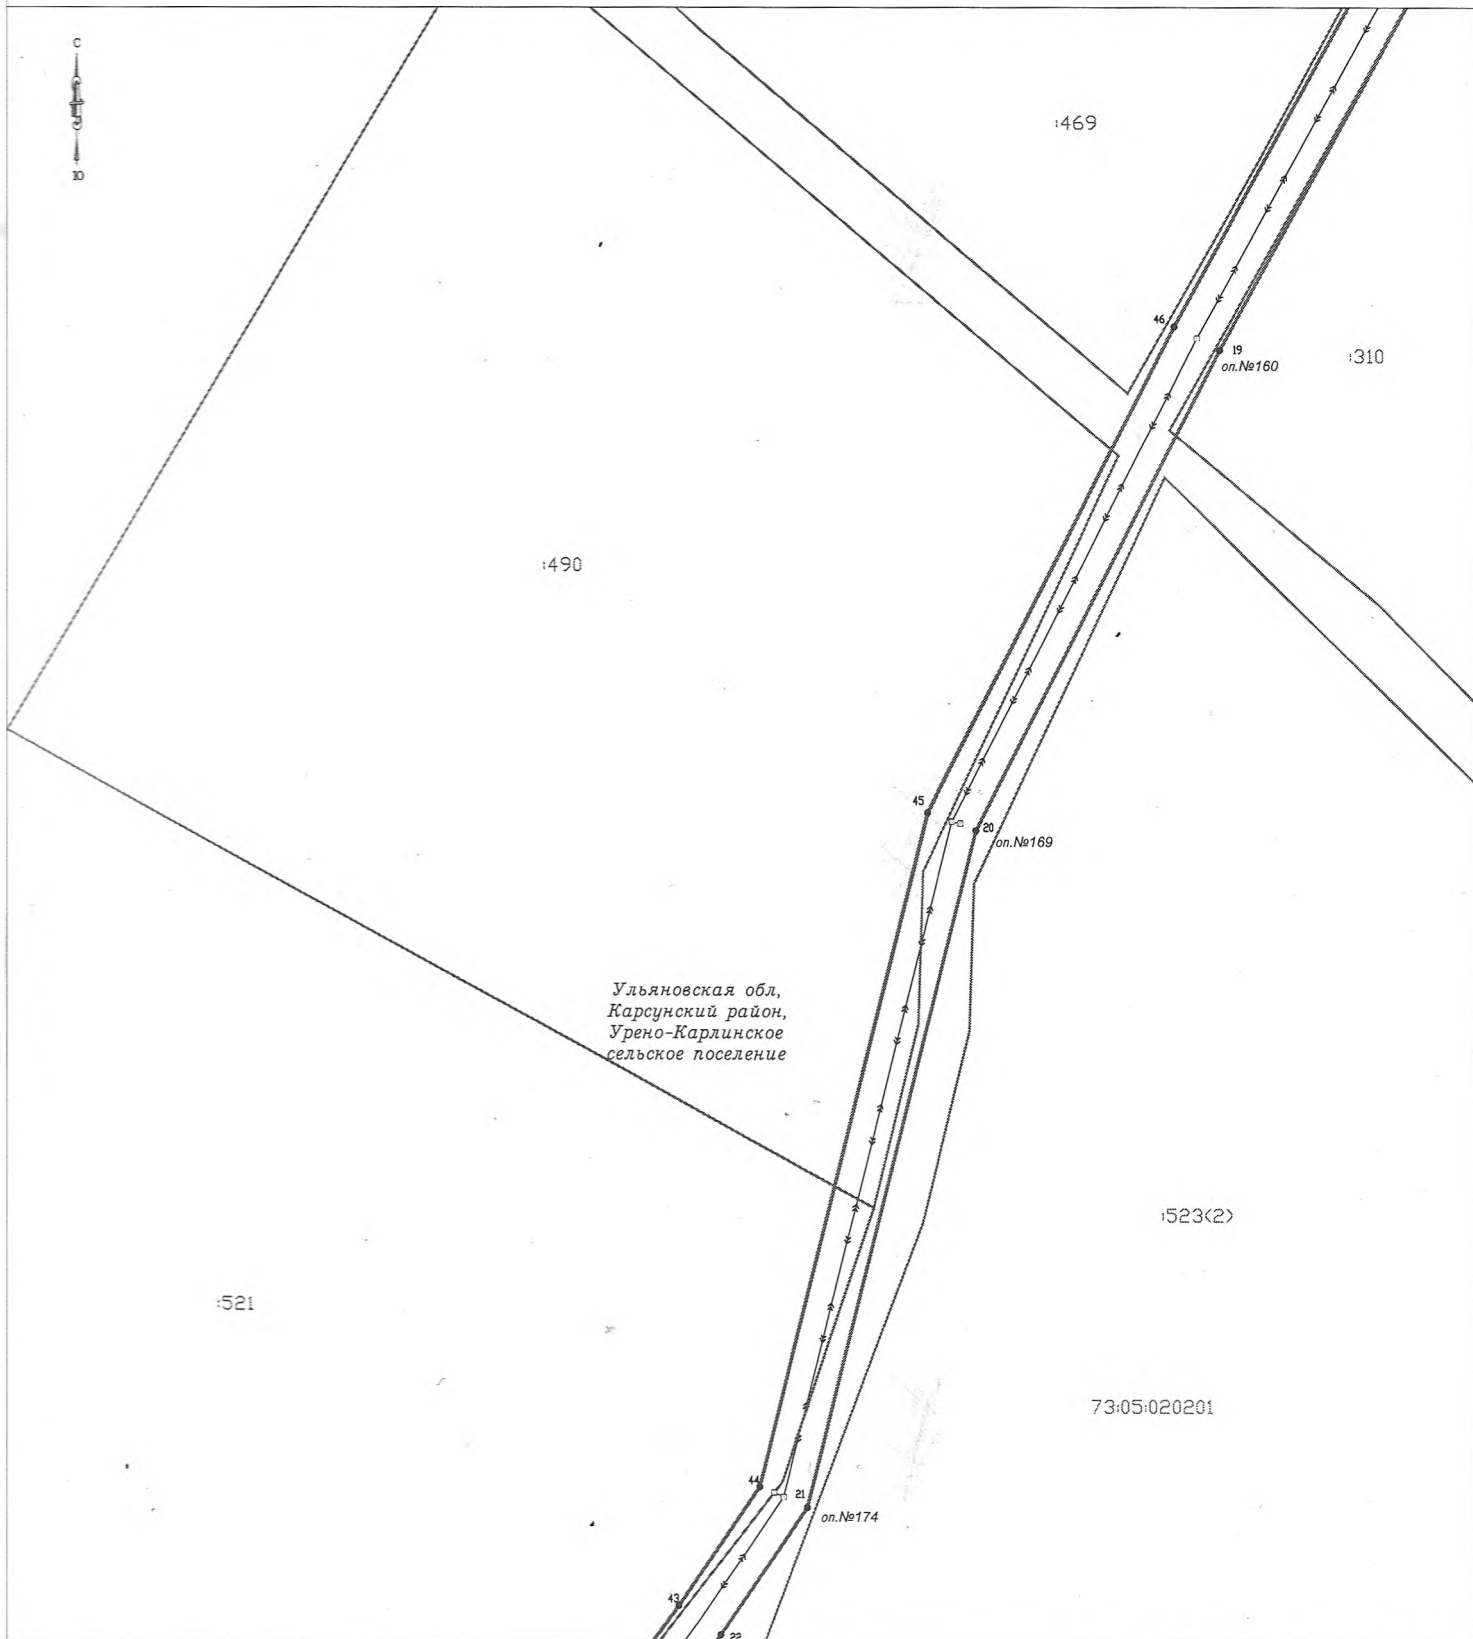 С
Ю
:469
46
19
оп.№160
:310
:490
45
20
оп.№169
Ульяновская обл,
Карсунский район,
Урено-Карлинское
сельское поселение
:523(2)
:521
73:05:020201
44
21
оп.№174
43
22